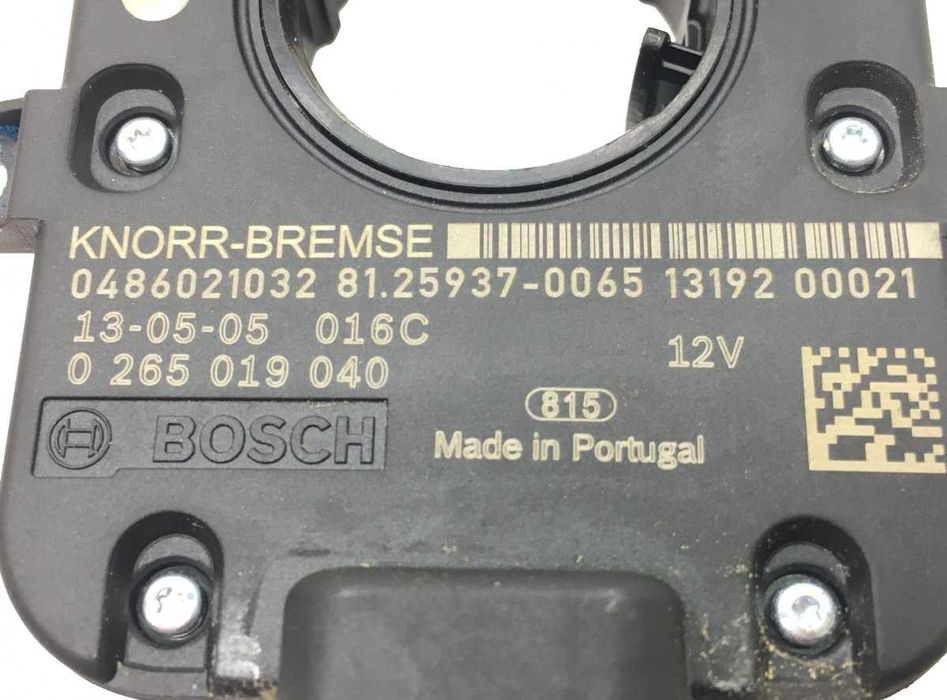 KNORR-BREMSE
0486021032 81.25937-0065 13192 00021
13-05-05 016C
12V
0 265 019 040
815
BOSCH
Made in Portugal